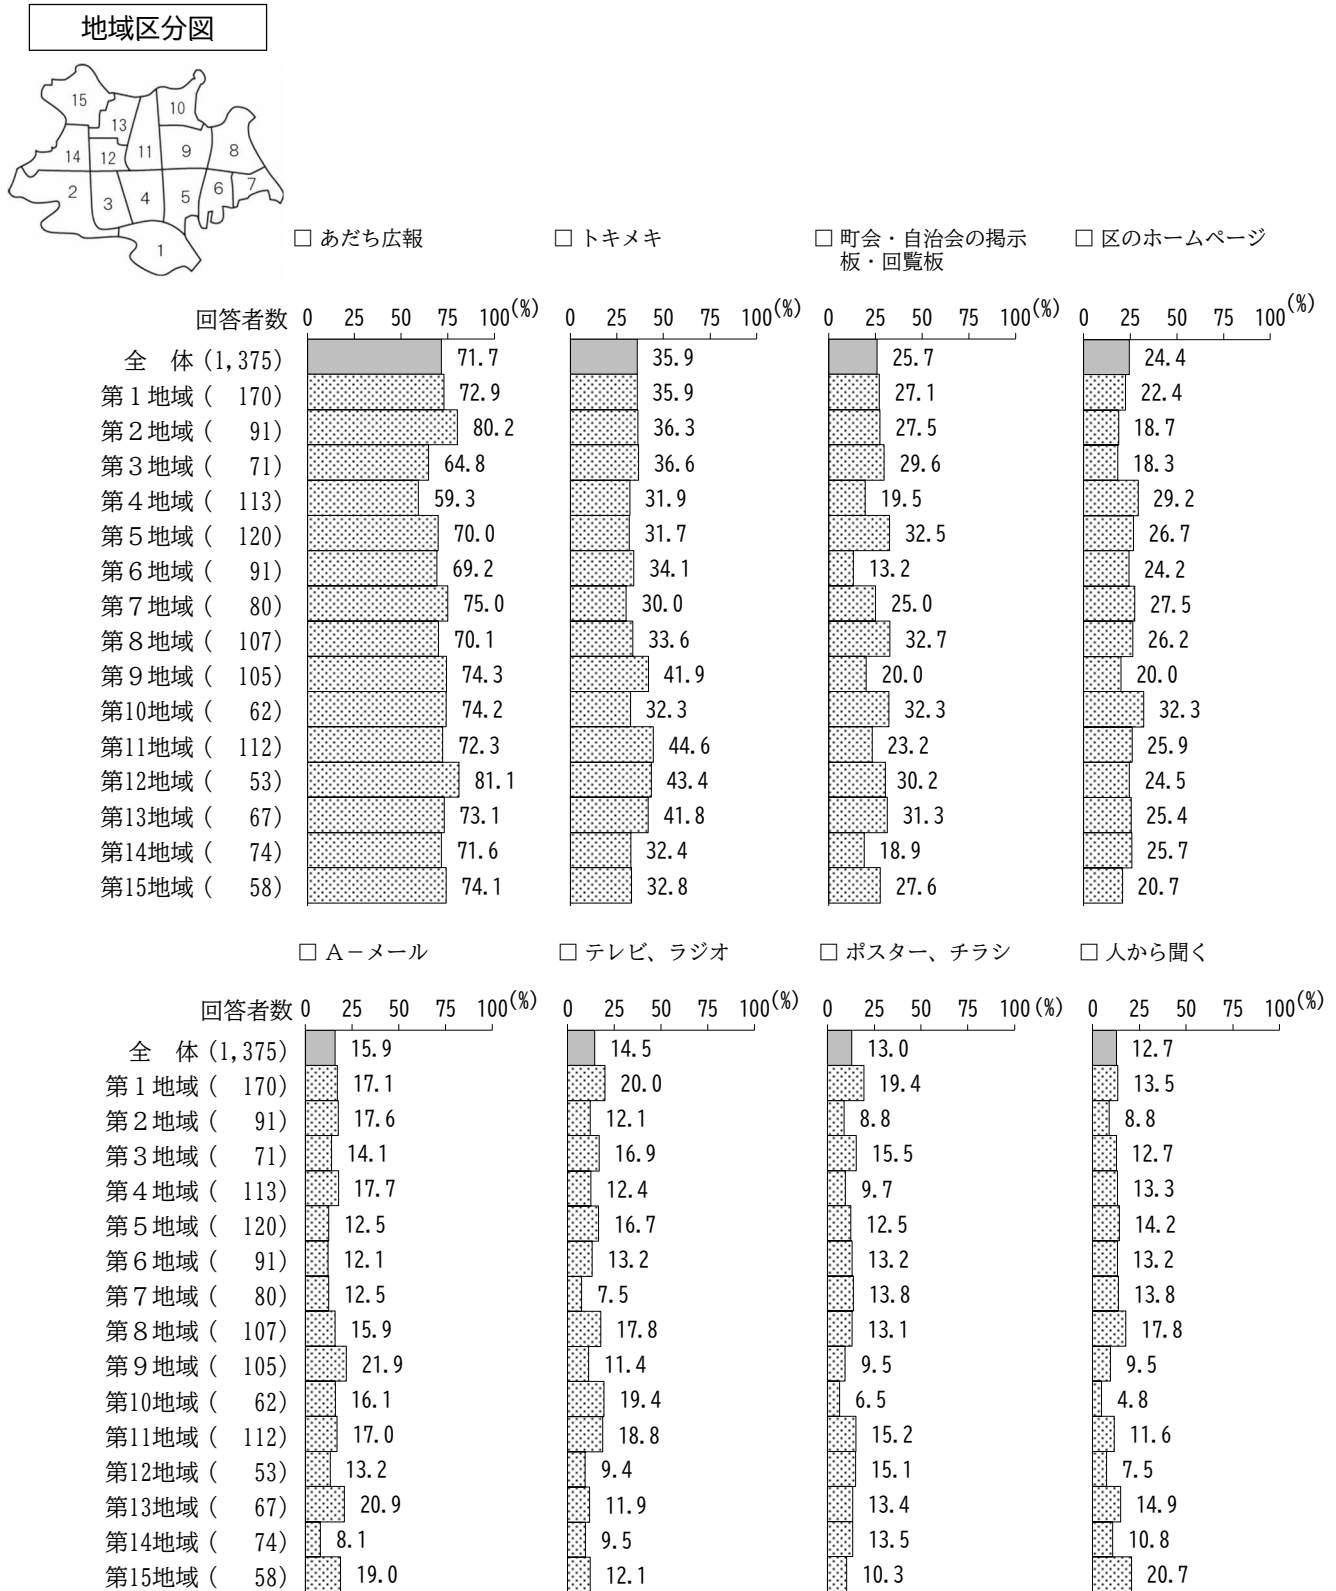 地域区分図
15
10
13
14
12
11
9
8
2
3
4
5
6
7
1
□ あだち広報 □ トキメキ □ 町会・自治会の掲示板・回覧板 □ 区のホームページ
回答者数 0 25 50 75 100(%) 0 25 50 75 100(%) 0 25 50 75 100(%) 0 25 50 75 100(%)
全 体 (1,375) 71.7 35.9 25.7 24.4
第1地域 ( 170) 72.9 35.9 27.1 22.4
第2地域 ( 91) 80.2 36.3 27.5 18.7
第3地域 ( 71) 64.8 36.6 29.6 18.3
第4地域 ( 113) 59.3 31.9 19.5 29.2
第5地域 ( 120) 70.0 31.7 32.5 26.7
第6地域 ( 91) 69.2 34.1 13.2 24.2
第7地域 ( 80) 75.0 30.0 25.0 27.5
第8地域 ( 107) 70.1 33.6 32.7 26.2
第9地域 ( 105) 74.3 41.9 20.0 20.0
第10地域 ( 62) 74.2 32.3 32.3 32.3
第11地域 ( 112) 72.3 44.6 23.2 25.9
第12地域 ( 53) 81.1 43.4 30.2 24.5
第13地域 ( 67) 73.1 41.8 31.3 25.4
第14地域 ( 74) 71.6 32.4 18.9 25.7
第15地域 ( 58) 74.1 32.8 27.6 20.7
□ A－メール □ テレビ、ラジオ □ ポスター、チラシ □ 人から聞く
回答者数 0 25 50 75 100(%) 0 25 50 75 100(%) 0 25 50 75 100(%) 0 25 50 75 100(%)
全 体 (1,375) 15.9 14.5 13.0 12.7
第1地域 ( 170) 17.1 20.0 19.4 13.5
第2地域 ( 91) 17.6 12.1 8.8 8.8
第3地域 ( 71) 14.1 16.9 15.5 12.7
第4地域 ( 113) 17.7 12.4 9.7 13.3
第5地域 ( 120) 12.5 16.7 12.5 14.2
第6地域 ( 91) 12.1 13.2 13.2 13.2
第7地域 ( 80) 12.5 7.5 13.8 13.8
第8地域 ( 107) 15.9 17.8 13.1 17.8
第9地域 ( 105) 21.9 11.4 9.5 9.5
第10地域 ( 62) 16.1 19.4 6.5 4.8
第11地域 ( 112) 17.0 18.8 15.2 11.6
第12地域 ( 53) 13.2 9.4 15.1 7.5
第13地域 ( 67) 20.9 11.9 13.4 14.9
第14地域 ( 74) 8.1 9.5 13.5 10.8
第15地域 ( 58) 19.0 12.1 10.3 20.7